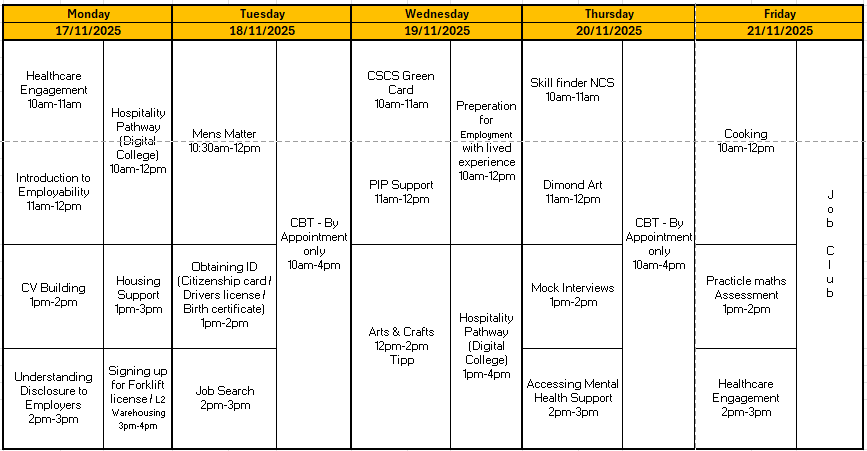 Monday
17/11/2025
Healthcare
Engagement
10am-11am
Introduction to
Employability
11am-12pm
CV Building
1pm-2pm
Understanding
Disclosure to
Employers
2pm-3pm
Hospitality
Pathway
(Digital
College)
10am-12pm
Housing
Support
1pm-3pm
Signing up
for Forklift
license / L2
Warehousing
3pm-4pm
Tuesday
18/11/2025
Mens Matter
10:30am-12pm
Obtaining ID
(Citizenship card /
Drivers license /
Birth certificate)
1pm-2pm
Job Search
2pm-3pm
CBT - By
Appointment
only
10am-4pm
Wednesday
19/11/2025
CSCS Green
Card
10am-11am
PIP Support
11am-12pm
Arts & Crafts
12pm-2pm
Tipp
Preperation
for
Employment
with lived
experience
10am-12pm
Hospitality
Pathway
(Digital
College)
1pm-4pm
Thursday
20/11/2025
Skill finder NCS
10am-11am
Dimond Art
11am-12pm
Mock Interviews
1pm-2pm
Accessing Mental
Health Support
2pm-3pm
CBT - By
Appointment
only
10am-4pm
Friday
21/11/2025
Cooking
10am-12pm
Practicle maths
Assessment
1pm-2pm
Healthcare
Engagement
2pm-3pm
J
o
b
C
l
u
b